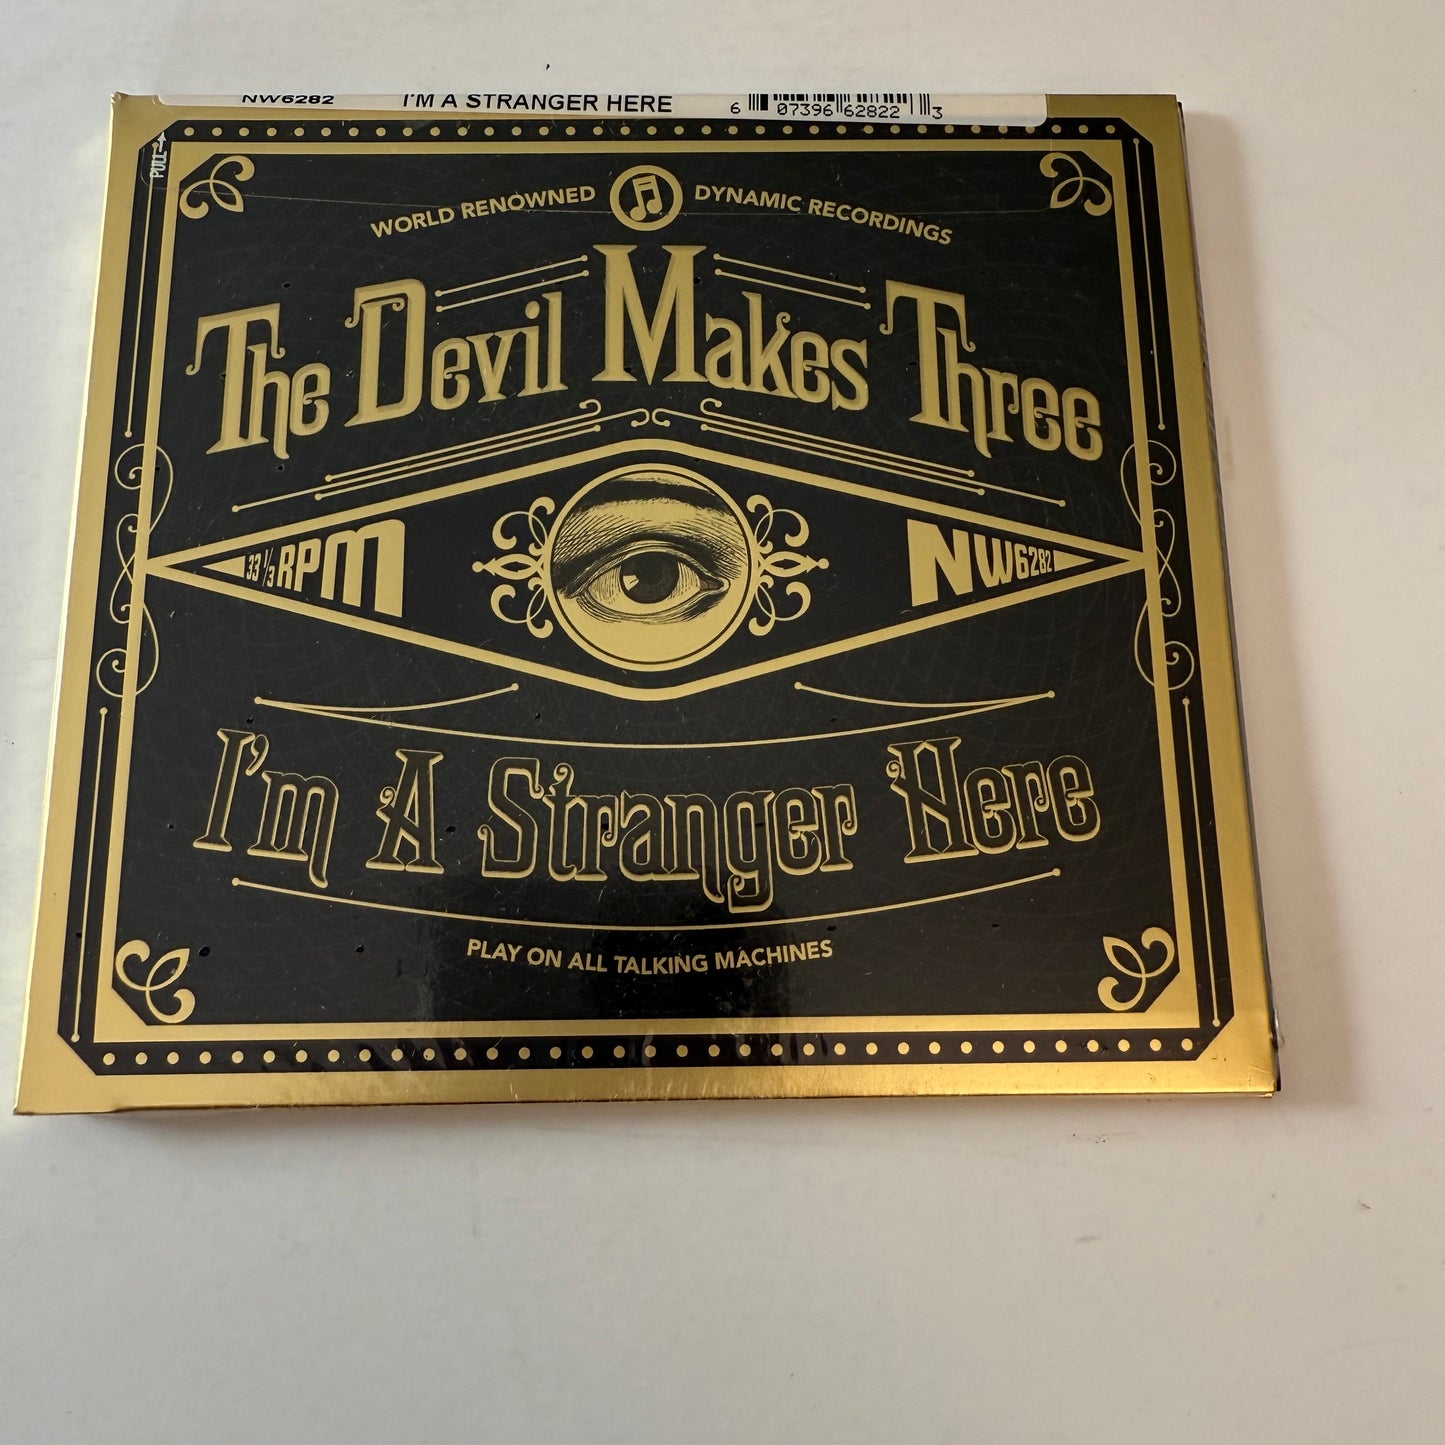 NW6282 I'M A STRANGER HERE 6 07396 62822 3
PULL
WORLD RENOWNED DYNAMIC RECORDINGS
The Devil Makes Three
33 1/3 RPM NW6282
I'm A Stranger Here
PLAY ON ALL TALKING MACHINES